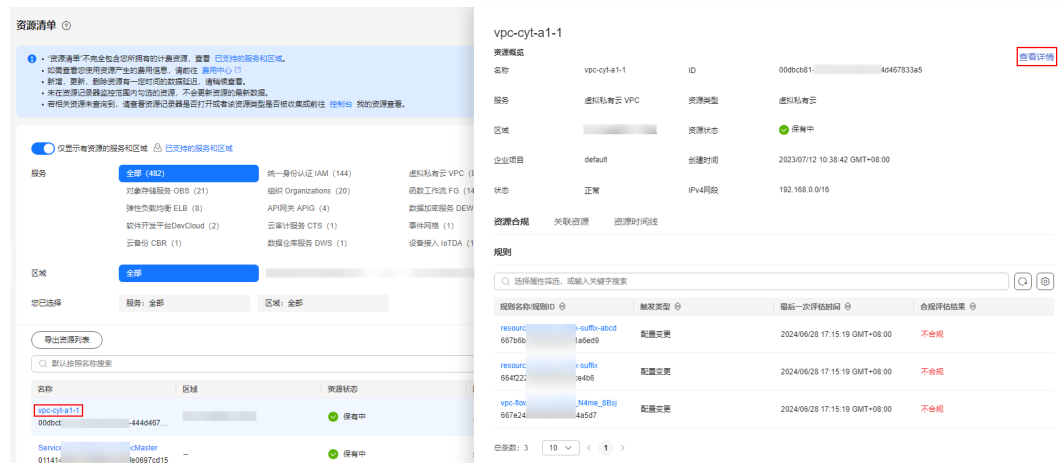 资源清单
• “资源清单”不完全包含您所拥有的计费资源，查看 已支持的服务和区域。
• 如需查看您使用资源产生的费用信息，请前往 费用中心
• 新增、更新、删除资源有一定时间的数据延迟，请稍候查看。
• 未在资源记录器监控范围内勾选的资源，不会更新资源的最新数据。
• 若相关资源未查询到，请查看资源记录器是否打开或者该资源类型是否被收集或前往 控制台 我的资源查看。
仅显示有资源的服务和区域 已支持的服务和区域
服务 全部 (482) 统一身份认证 IAM (144) 虚拟私有云 VPC
对象存储服务 OBS (21) 组织 Organizations (20) 函数工作流 FG (14
弹性负载均衡 ELB (8) API网关 APIG (4) 数据加密服务 DEW
软件开发平台DevCloud (2) 云审计服务 CTS (1) 事件网格 (1)
云备份 CBR (1) 数据仓库服务 DWS (1) 设备接入 IoTDA (1
区域 全部
您已选择 服务：全部 区域：全部
导出资源列表
默认按照名称搜索
名称 区域 资源状态
vpc-cyt-a1-1 保有中
00dbcb -444d467...
Service cMaster -- 保有中
01141 fe0697cd15
vpc-cyt-a1-1
资源概览 查看详情
名称 vpc-cyt-a1-1 ID 00dbcb81- 4d467833a5
服务 虚拟私有云 VPC 资源类型 虚拟私有云
区域 资源状态 保有中
企业项目 default 创建时间 2023/07/12 10:38:42 GMT+08:00
状态 正常 IPv4网段 192.168.0.0/16
资源合规 关联资源 资源时间线
规则
选择属性筛选，或输入关键字搜索
规则名称/规则ID 触发类型 最后一次评估时间 合规评估结果
resourc k-suffix-abcd 配置变更 2024/06/28 17:15:19 GMT+08:00 不合规
667b6b 1a6ed9
resourc k-suffix 配置变更 2024/06/28 17:15:19 GMT+08:00 不合规
664f222 ce4b6
vpc-flow _N4me_8Bsj 配置变更 2024/06/28 17:15:19 GMT+08:00 不合规
667e24 4a5d7
总条数：3 10 < 1 >